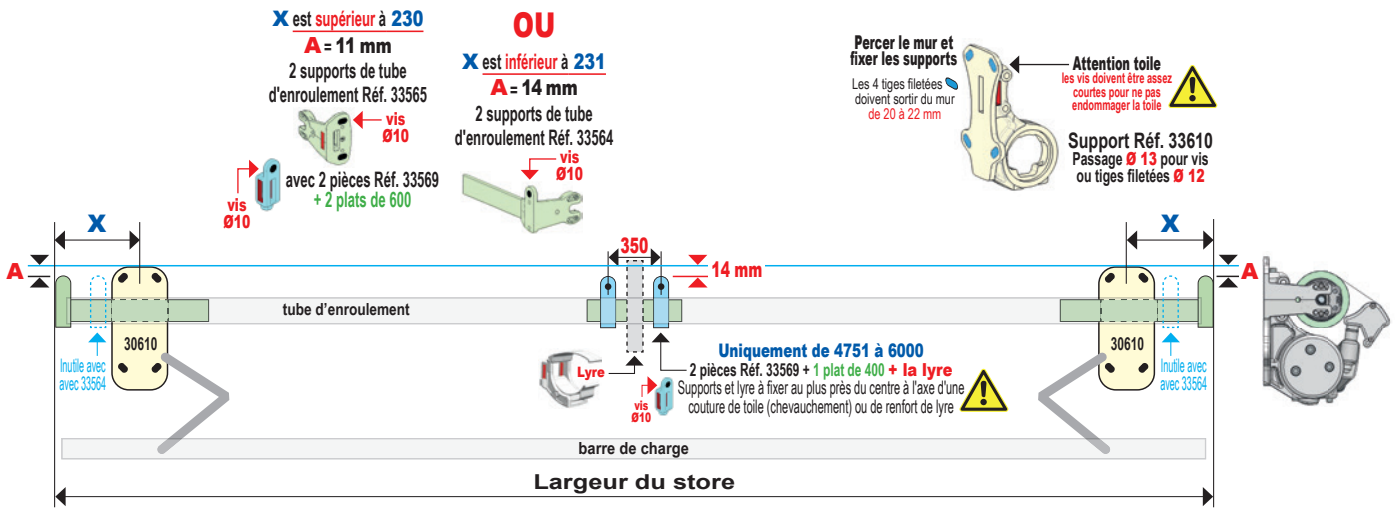 X est supérieur à 230
A = 11 mm
2 supports de tube
d'enroulement Réf. 33565
vis
Ø10
vis
Ø10
avec 2 pièces Réf. 33569
+ 2 plats de 600
OU
X est inférieur à 231
A = 14 mm
2 supports de tube
d'enroulement Réf. 33564
vis
Ø10
Percer le mur et
fixer les supports
Les 4 tiges filetées
doivent sortir du mur
de 20 à 22 mm
Attention toile
les vis doivent être assez
courtes pour ne pas
endommager la toile
Support Réf. 33610
Passage Ø 13 pour vis
ou tiges filetées Ø 12
X
350
X
A
14 mm
A
tube d'enroulement
30610
30610
Inutile avec
avec 33564
Inutile avec
avec 33564
Lyre
Uniquement de 4751 à 6000
2 pièces Réf. 33569 + 1 plat de 400 + la lyre
Supports et lyre à fixer au plus près du centre à l'axe d'une
couture de toile (chevauchement) ou de renfort de lyre
vis
Ø10
barre de charge
Largeur du store